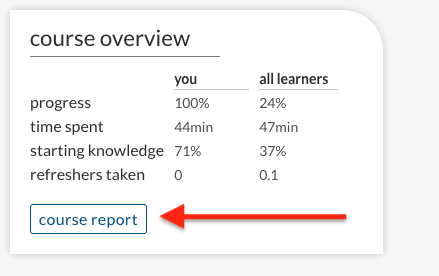 course overview
you all learners
progress 100% 24%
time spent 44min 47min
starting knowledge 71% 37%
refreshers taken 0 0.1
course report